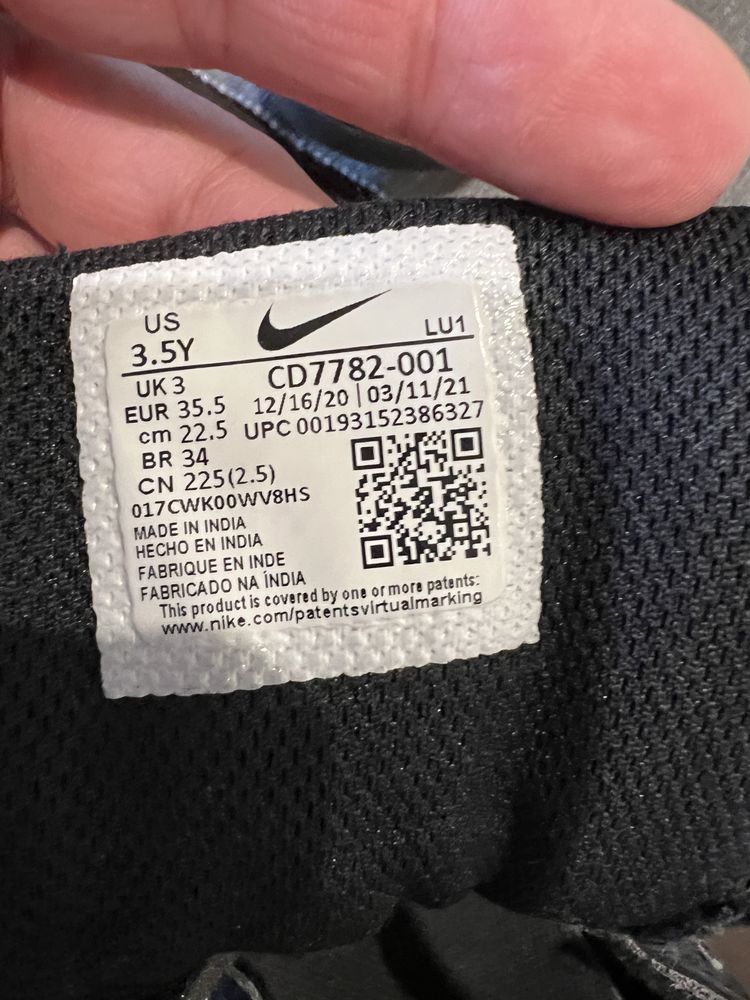 US
3.5Y
LU1
UK 3
CD7782-001
EUR 35.5
12/16/20 | 03/11/21
cm 22.5
UPC 00193152386327
BR 34
CN 225(2.5)
017CWK00WV8HS
MADE IN INDIA
HECHO EN INDIA
FABRIQUE EN INDE
FABRICADO NA ÍNDIA
This product is covered by one or more patents:
www.nike.com/patentsvirtualmarking